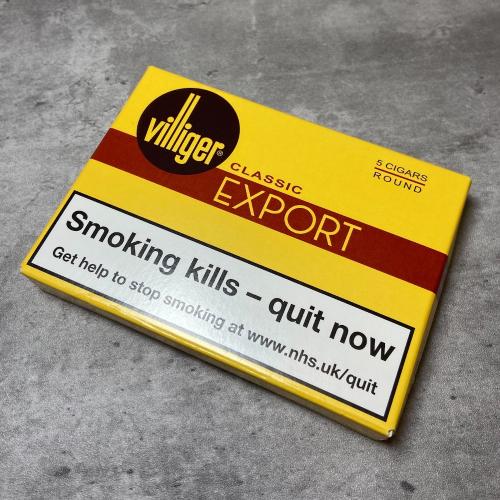 villiger®
CLASSIC
EXPORT
5 CIGARS
ROUND
Smoking kills – quit now
Get help to stop smoking at www.nhs.uk/quit